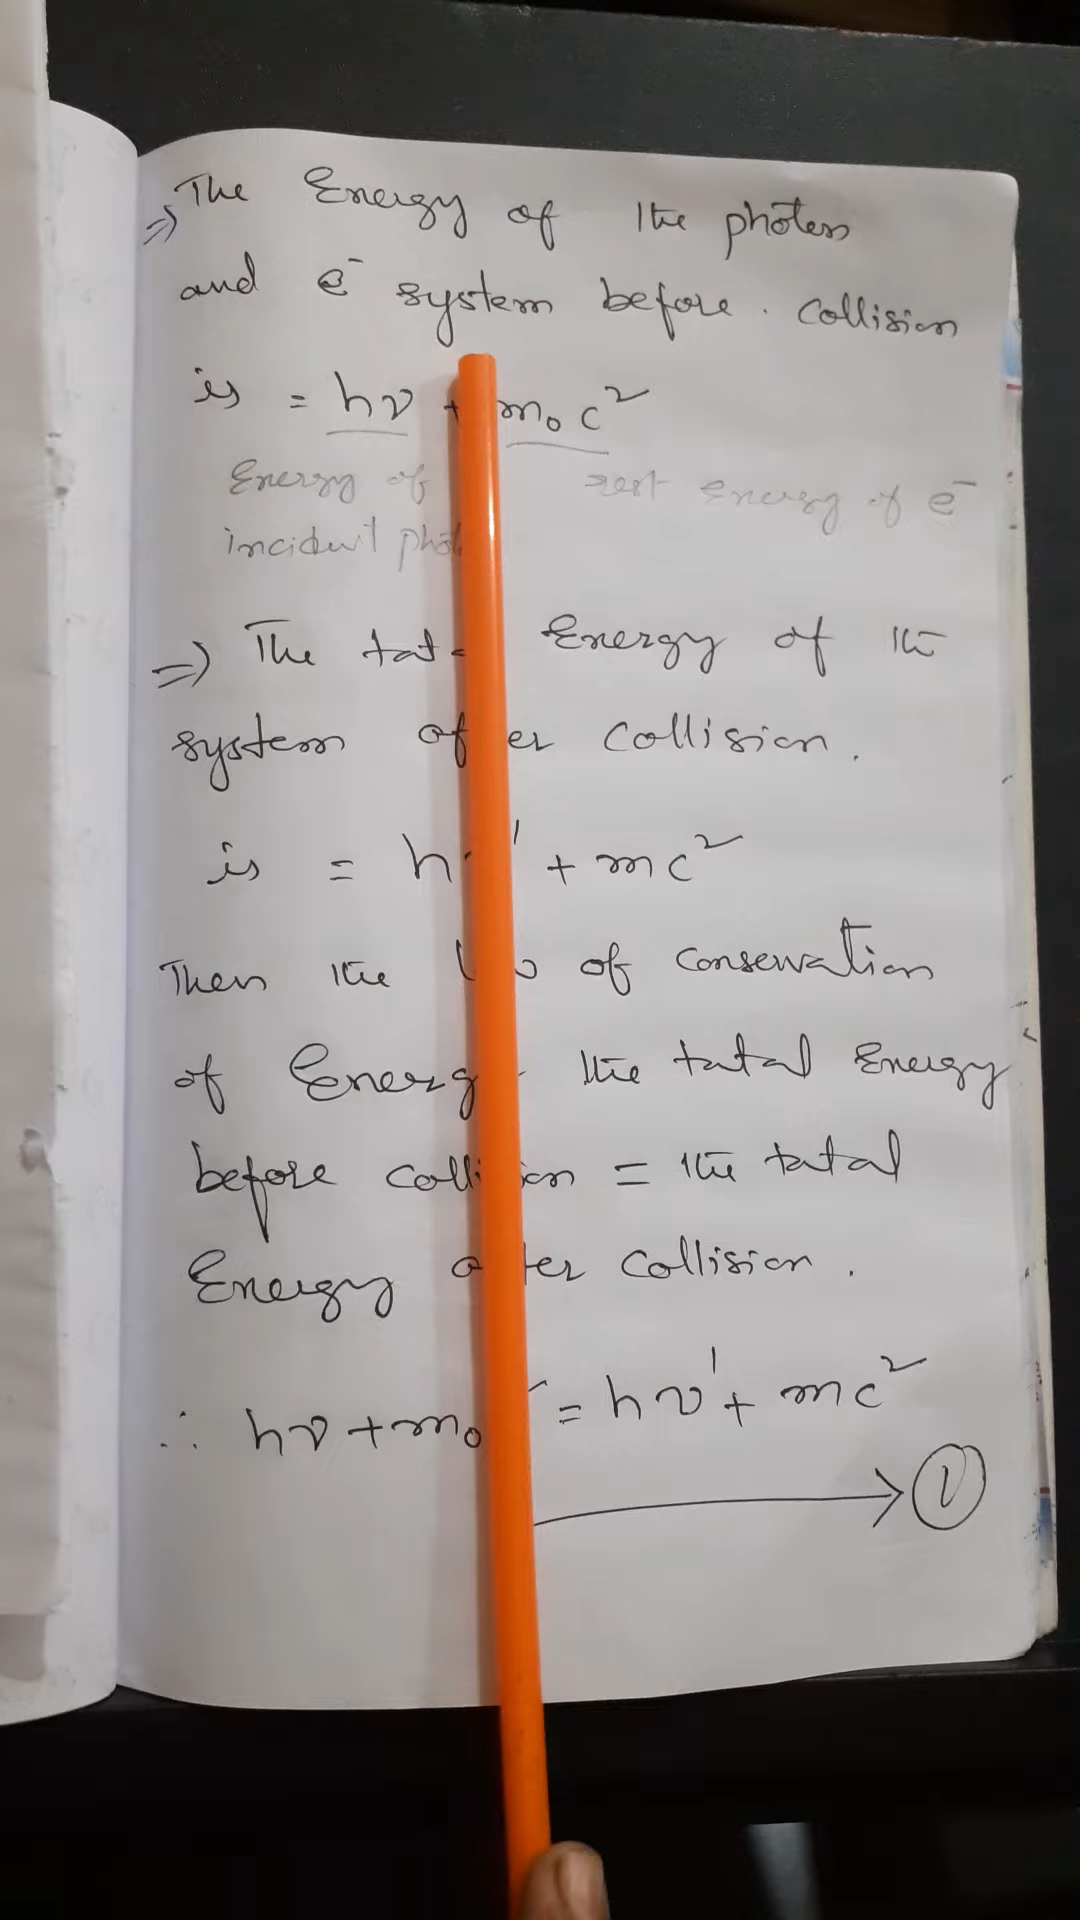 ⇒ The Energy of the photon
and e⁻ system before collision
is = hν + m₀c²
Energy of rest energy of e⁻
incident
⇒ The Energy of the
system collision.
is = + mc²
Then the of conservation
of the total Energy
before = the total
Energy collision.
∴ hν + m₀ = hν' + mc²
→ ①